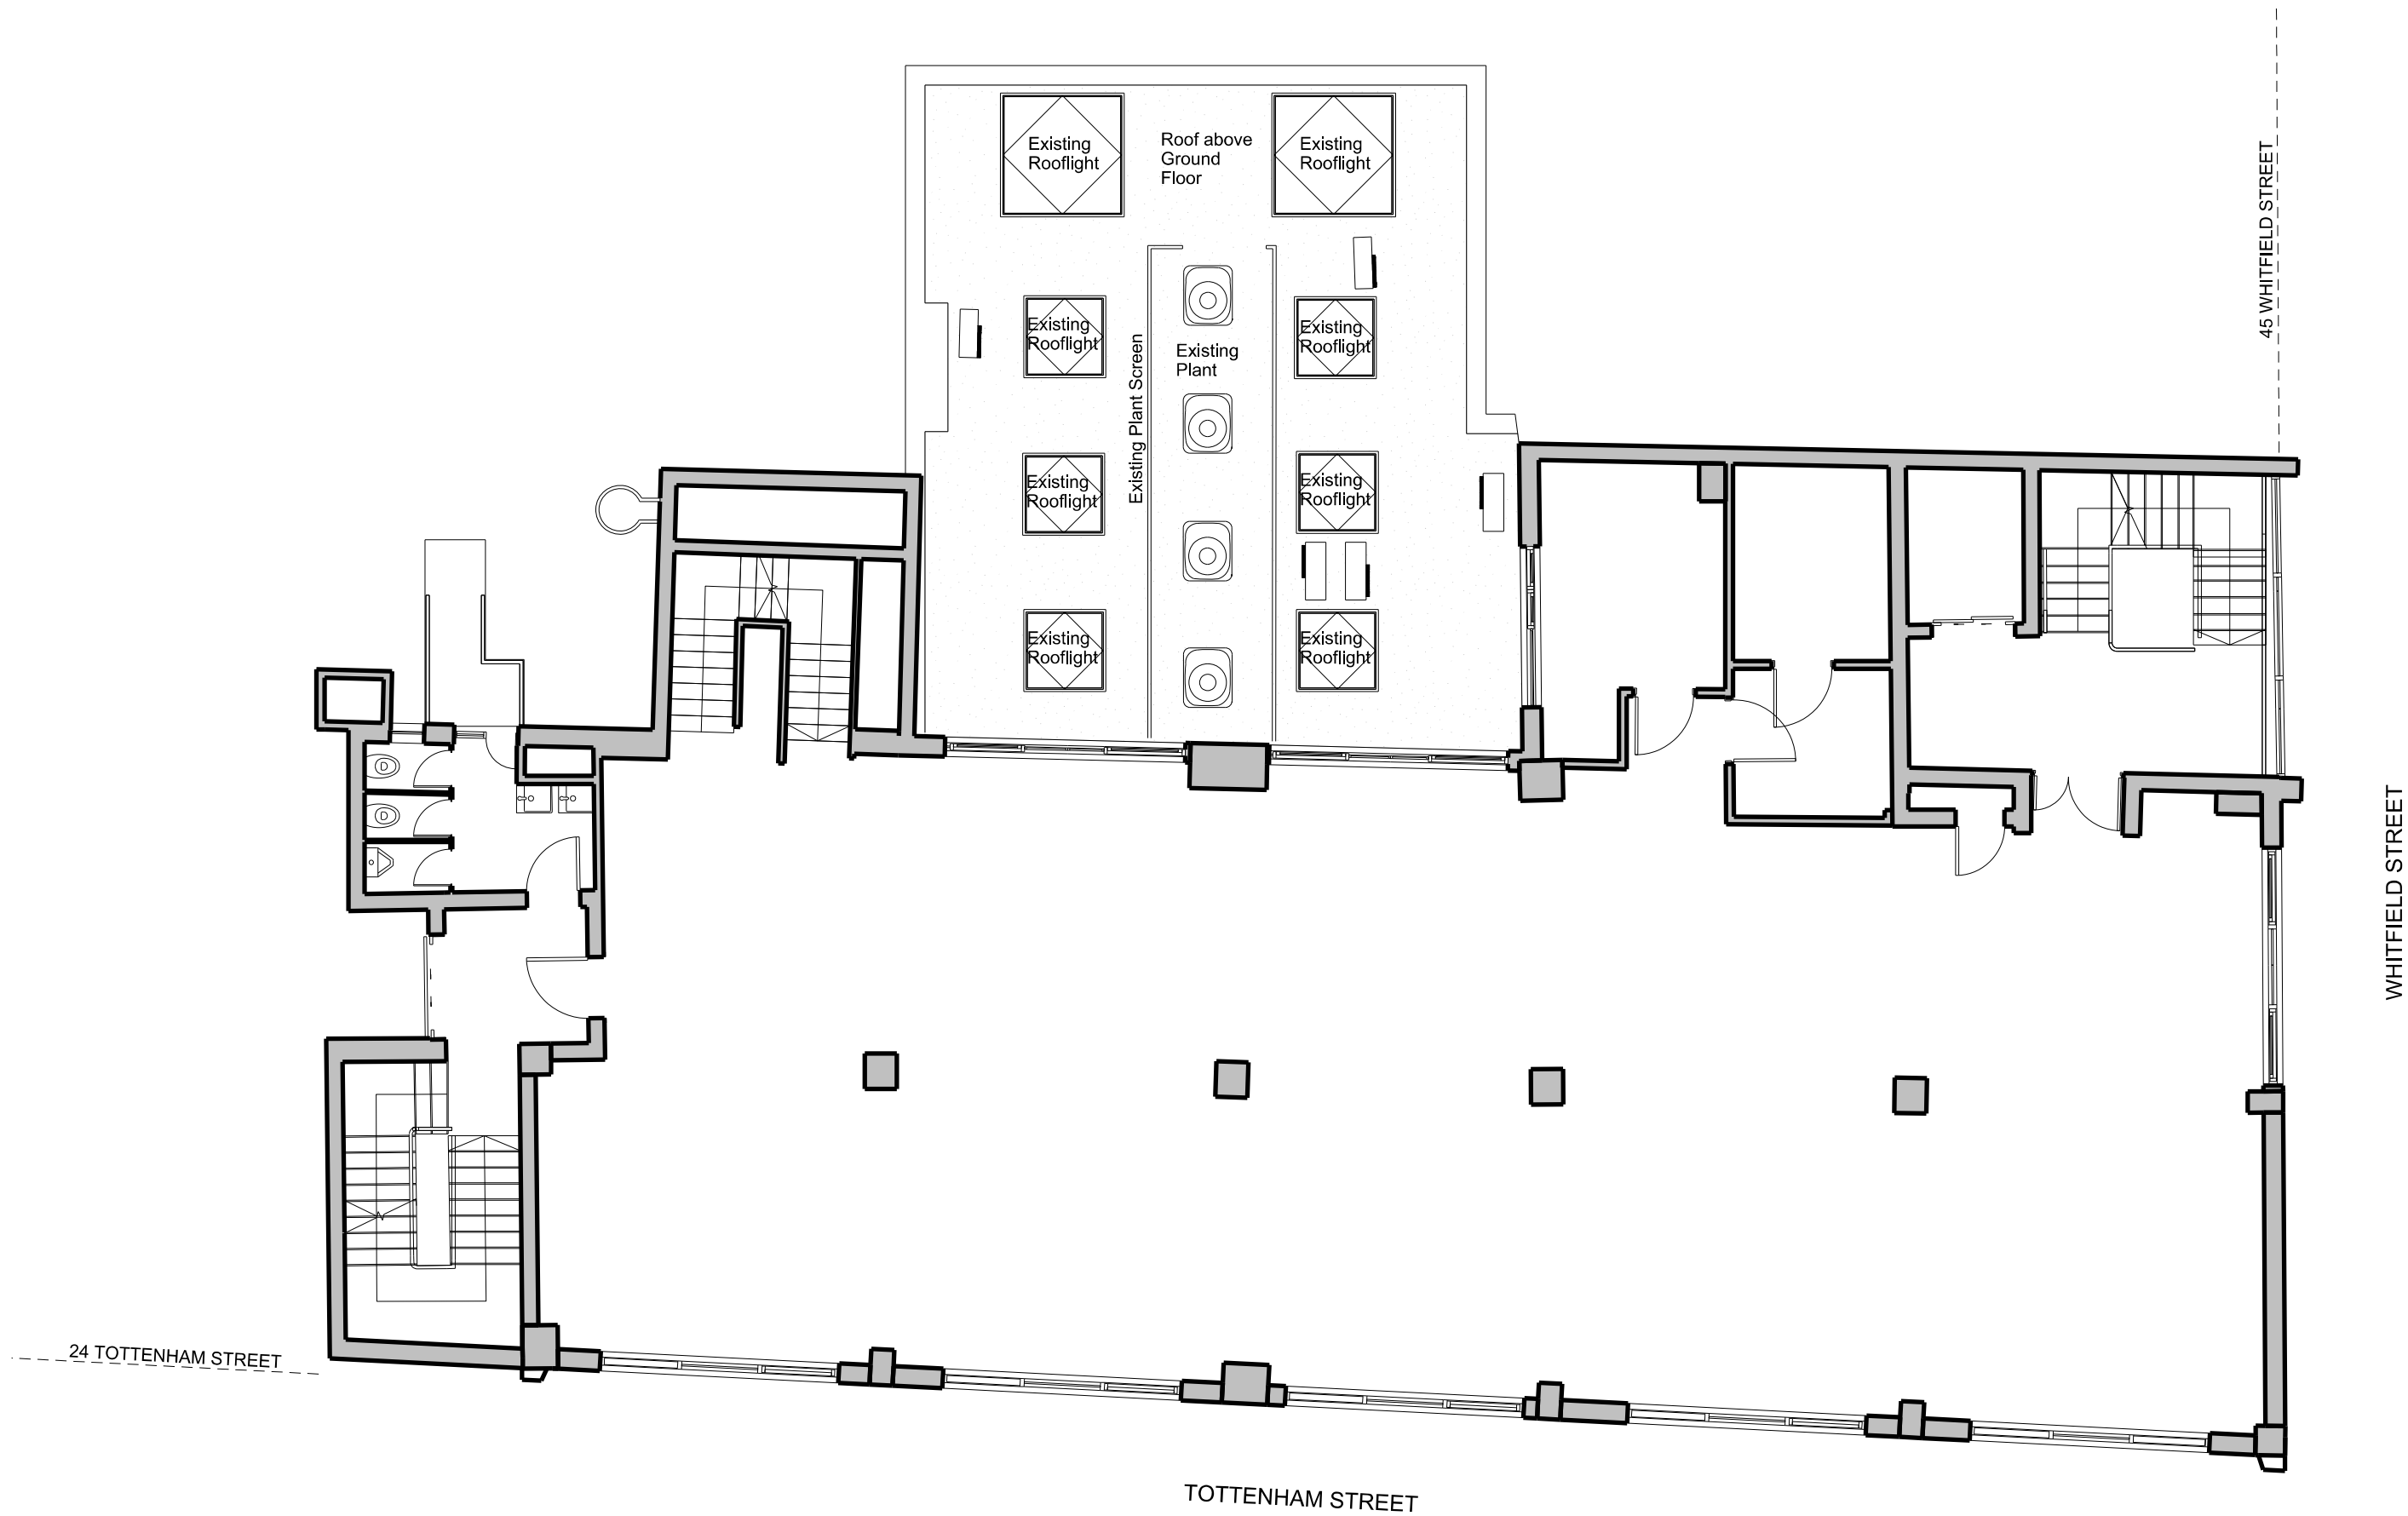 Existing
Rooflight
Roof above
Ground
Floor
Existing
Rooflight
45 WHITFIELD STREET
Existing
Rooflight
Existing Plant Screen
Existing
Plant
Existing
Rooflight
Existing
Rooflight
Existing
Rooflight
Existing
Rooflight
Existing
Rooflight
WHITFIELD STREET
24 TOTTENHAM STREET
TOTTENHAM STREET